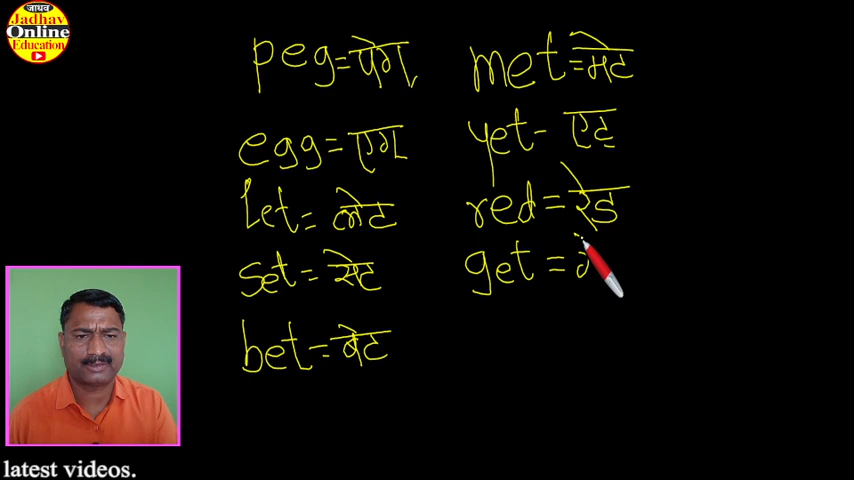 जाधव
Jadhav
Online
Education
peg = पेग
egg = एग
let = लेट
set = सेट
bet = बेट
met = मेट
yet - एट
red = रेड
get =
latest videos.